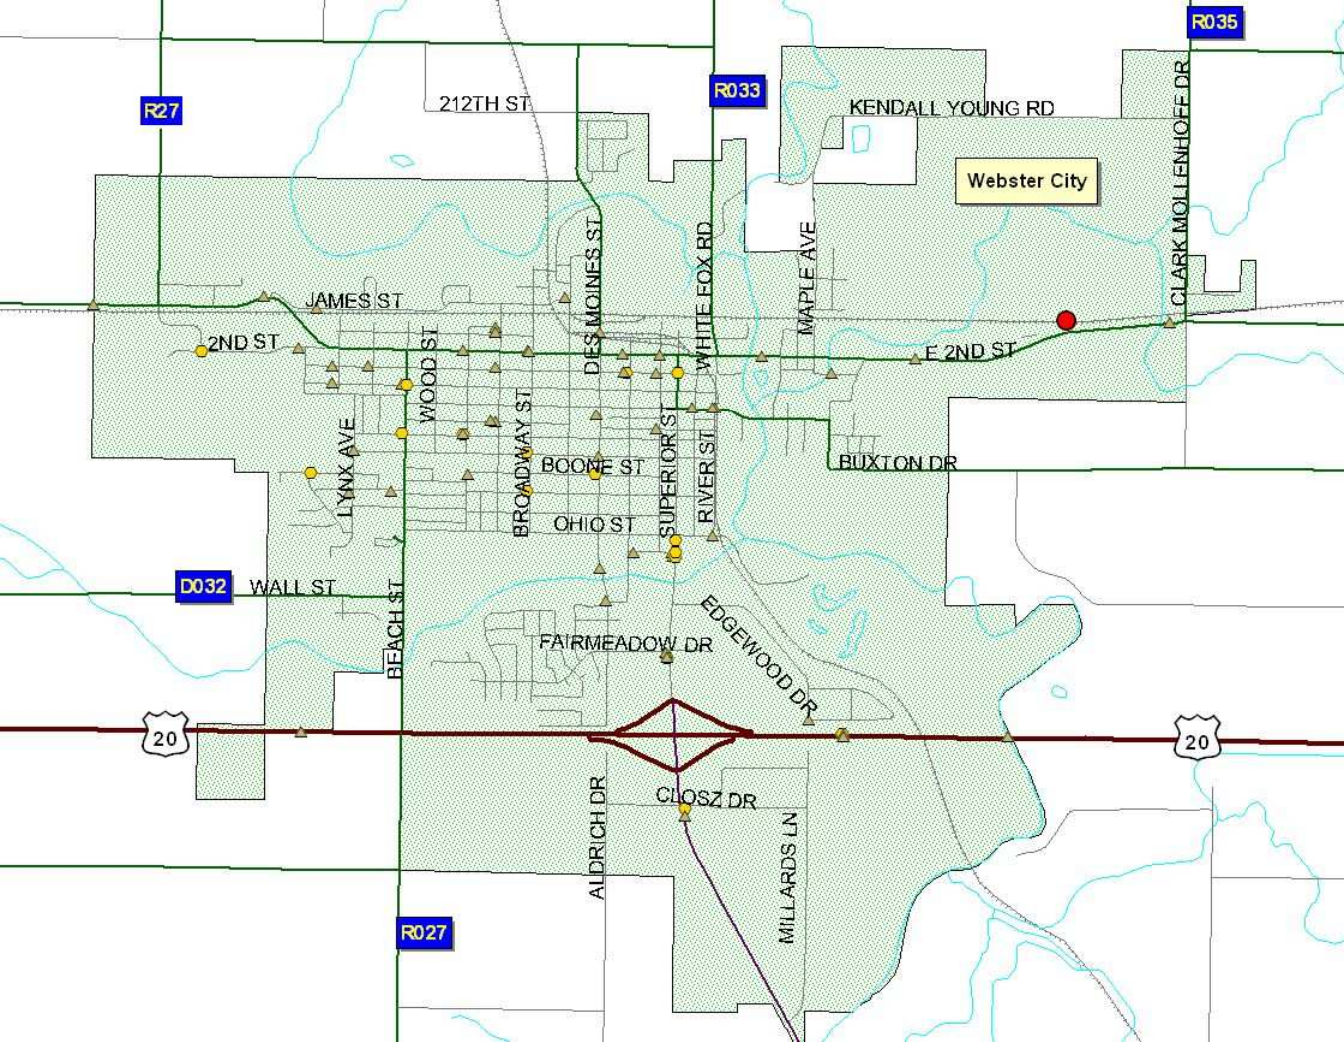 R035
R033
R27
212TH ST
KENDALL YOUNG RD
CLARK MOLLENHOFF DR
Webster City
DES MOINES ST
WHITE FOX RD
MAPLE AVE
JAMES ST
2ND ST
E 2ND ST
WOOD ST
LYNX AVE
BROADWAY ST
BOONE ST
SUPERIOR ST
RIVER ST
BUXTON DR
OHIO ST
D032
WALL ST
BEACH ST
FAIRMEADOW DR
EDGEWOOD DR
20
20
CLOSZ DR
ALDRICH DR
MILLARDS LN
R027